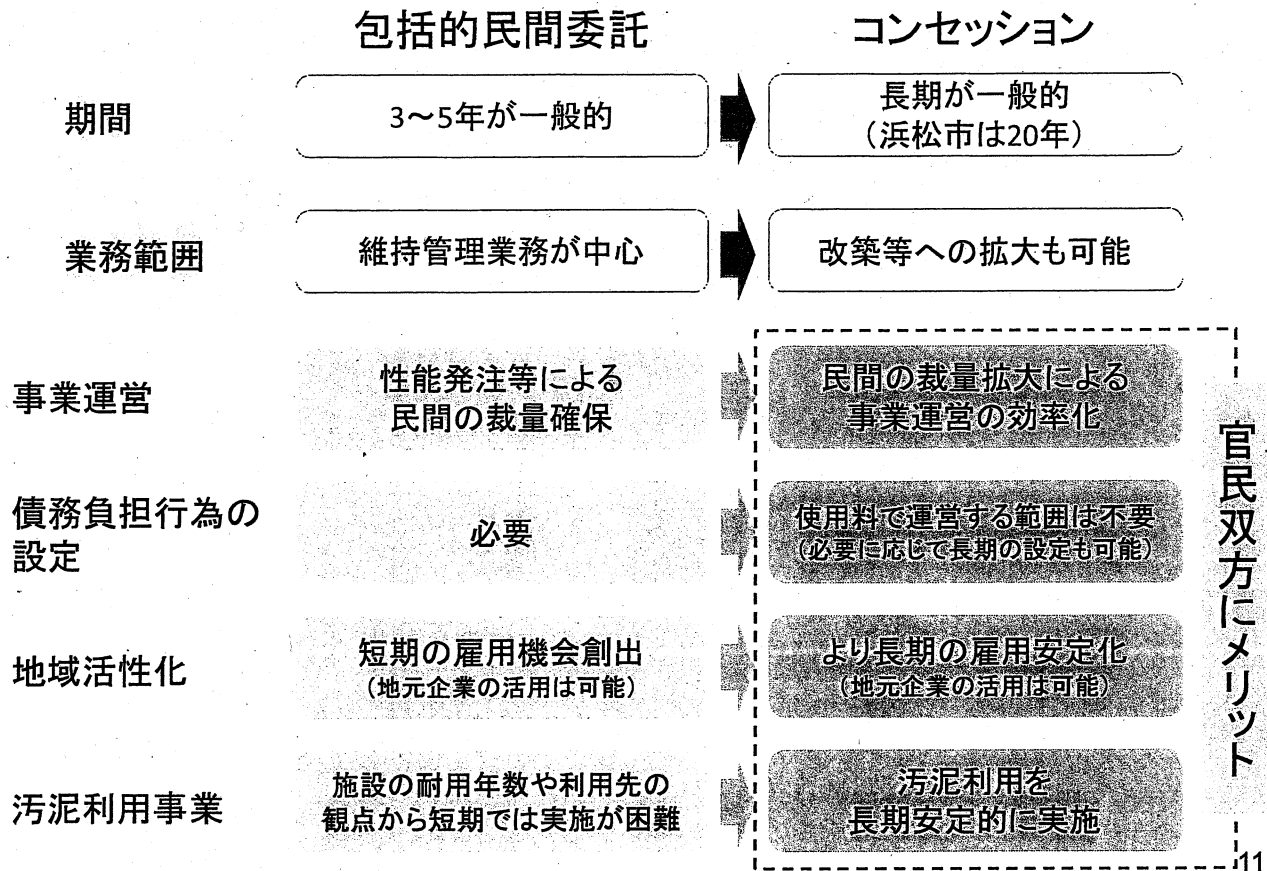 包括的民間委託
コンセッション
期間
3～5年が一般的
長期が一般的
（浜松市は20年）
業務範囲
維持管理業務が中心
改築等への拡大も可能
事業運営
性能発注等による
民間の裁量確保
民間の裁量拡大による
事業運営の効率化
債務負担行為の
設定
必要
使用料で運営する範囲は不要
（必要に応じて長期の設定も可能）
地域活性化
短期の雇用機会創出
（地元企業の活用は可能）
より長期の雇用安定化
（地元企業の活用は可能）
汚泥利用事業
施設の耐用年数や利用先の
観点から短期では実施が困難
汚泥利用を
長期安定的に実施
官民双方にメリット
11